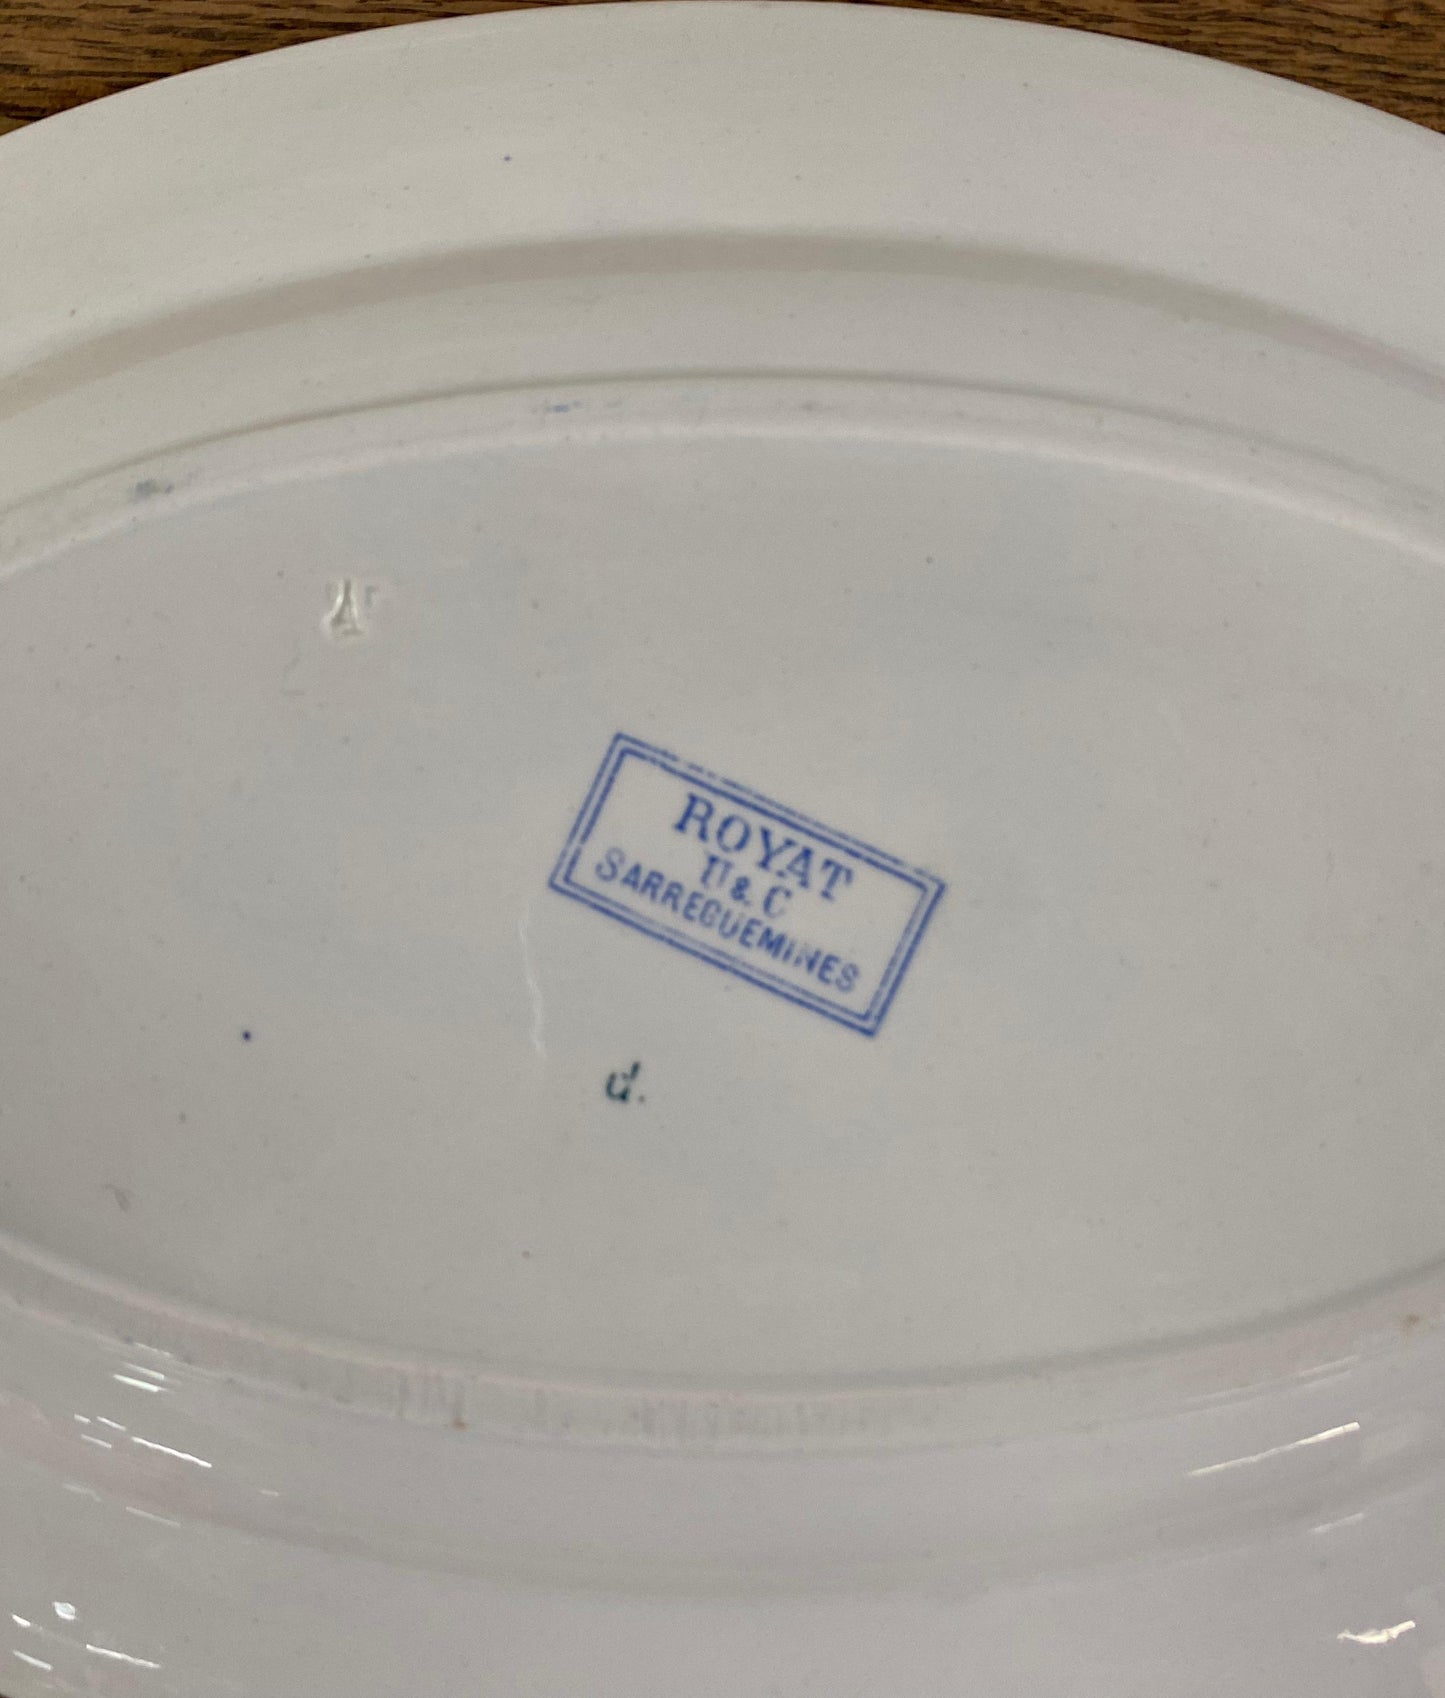 ROYAT
U & C
SARREGUEMINES
d.